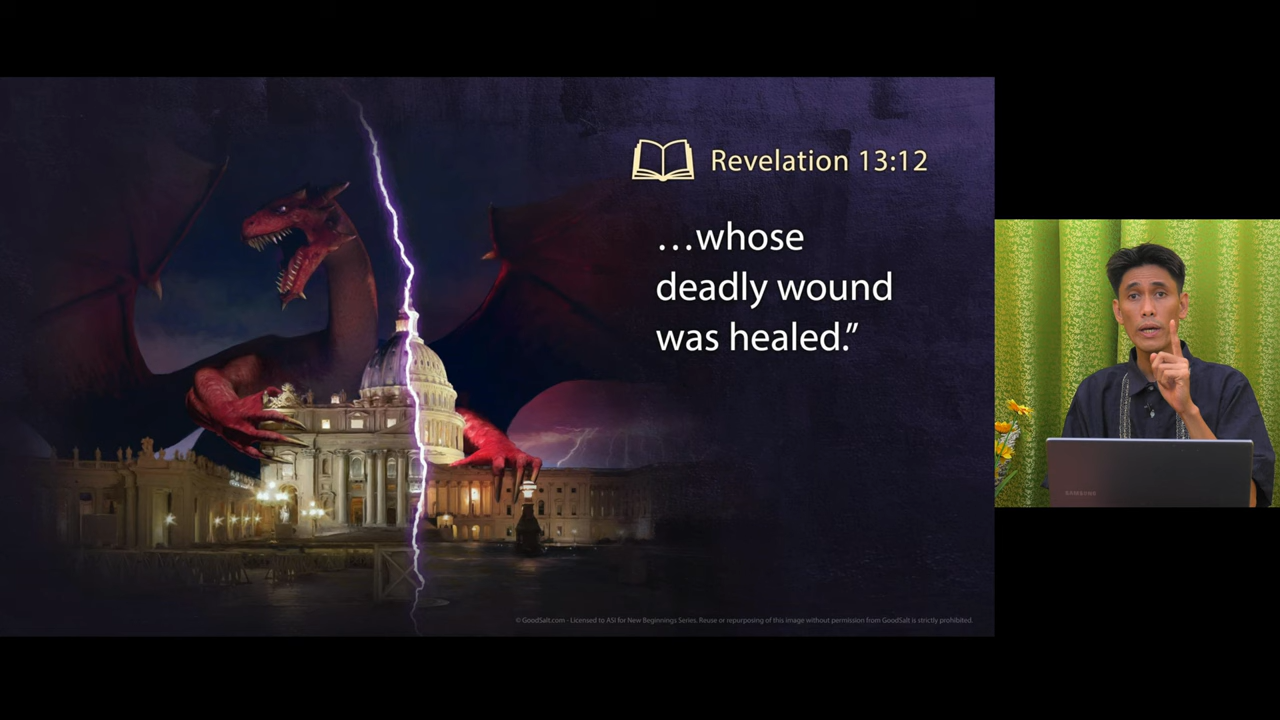 Revelation 13:12
…whose
deadly wound
was healed.”
© GoodSalt.com - Licensed to ASI for New Beginnings Series. Reuse or repurposing of this image without permission from GoodSalt is strictly prohibited.
SAMSUNG